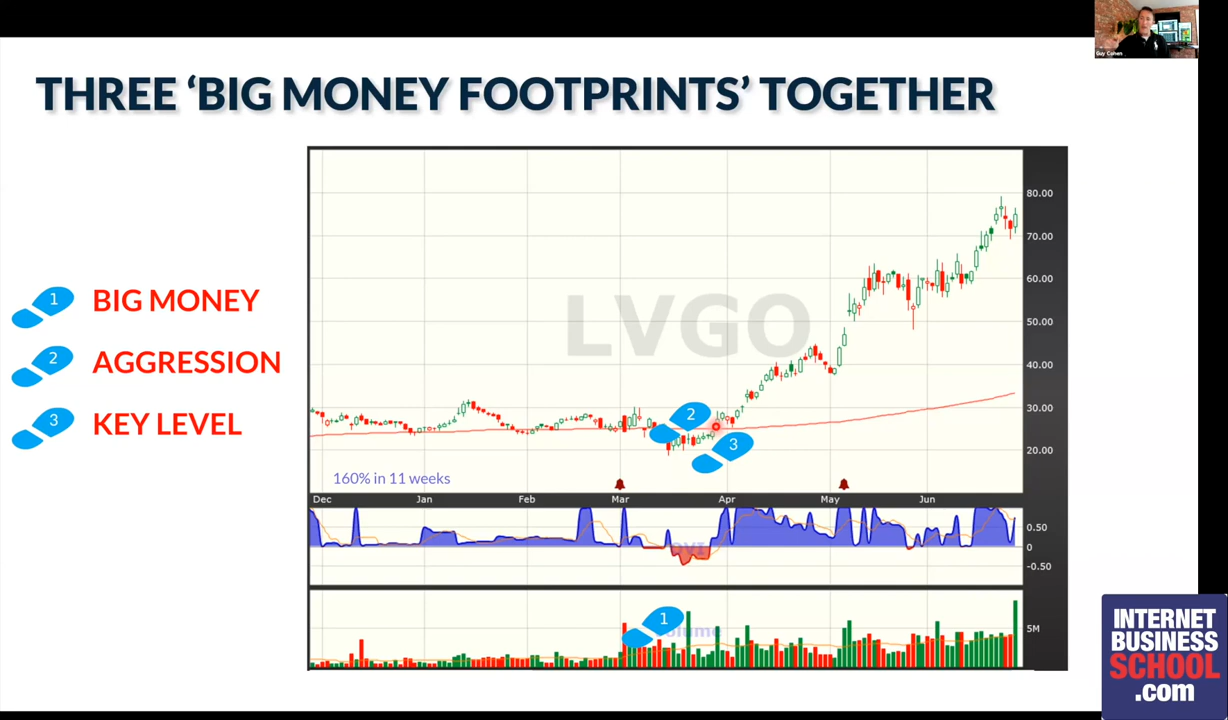 Guy Cohen
THREE ‘BIG MONEY FOOTPRINTS’ TOGETHER
1 BIG MONEY
2 AGGRESSION
3 KEY LEVEL
LVGO
80.00
70.00
60.00
50.00
40.00
30.00
20.00
2
3
160% in 11 weeks
Dec Jan Feb Mar Apr May Jun
0.50
0
-0.50
1
5M
INTERNET
BUSINESS
SCHOOL
.com